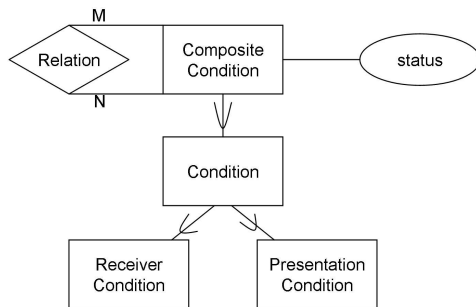 M
Relation
N
Composite
Condition
status
Condition
Receiver
Condition
Presentation
Condition